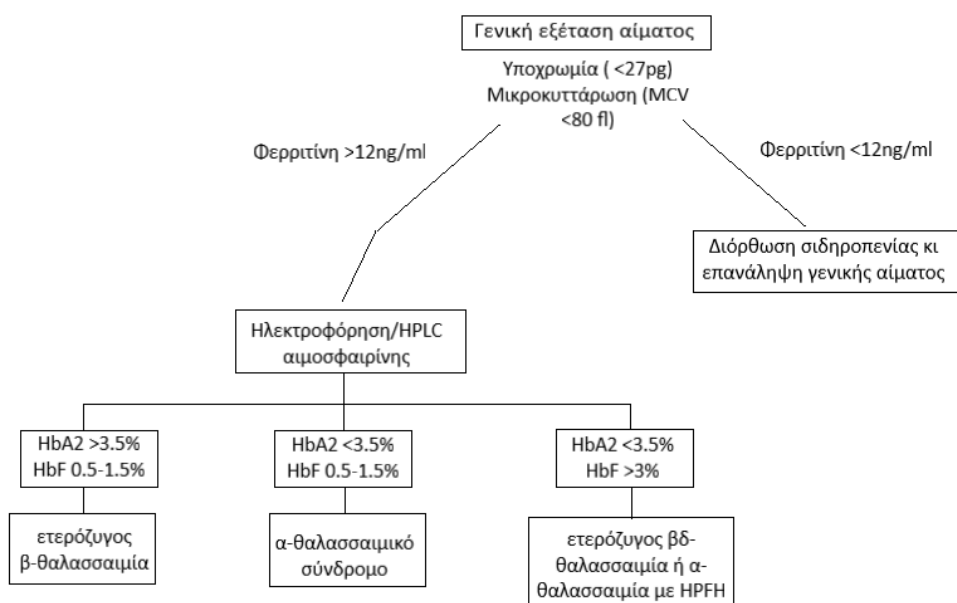 Γενική εξέταση αίματος
Υποχρωμία ( <27pg)
Μικροκυττάρωση (MCV
<80 fl)
Φερριτίνη >12ng/ml
Φερριτίνη <12ng/ml
Διόρθωση σιδηροπενίας κι
επανάληψη γενικής αίματος
Ηλεκτροφόρηση/HPLC
αιμοσφαιρίνης
HbA2 >3.5%
HbF 0.5-1.5%
HbA2 <3.5%
HbF 0.5-1.5%
HbA2 <3.5%
HbF >3%
ετερόζυγος
β-θαλασσαιμία
α-θαλασσαιμικό
σύνδρομο
ετερόζυγος βδ-
θαλασσαιμία ή α-
θαλασσαιμία με HPFH